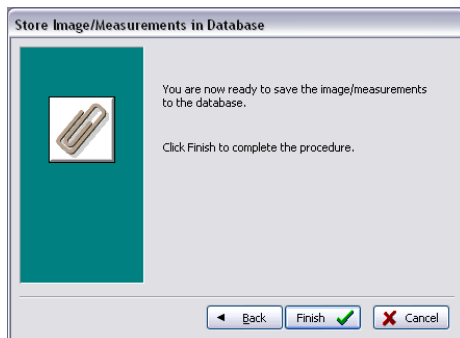 Store Image/Measurements in Database
You are now ready to save the image/measurements
to the database.
Click Finish to complete the procedure.
Back
Finish
Cancel